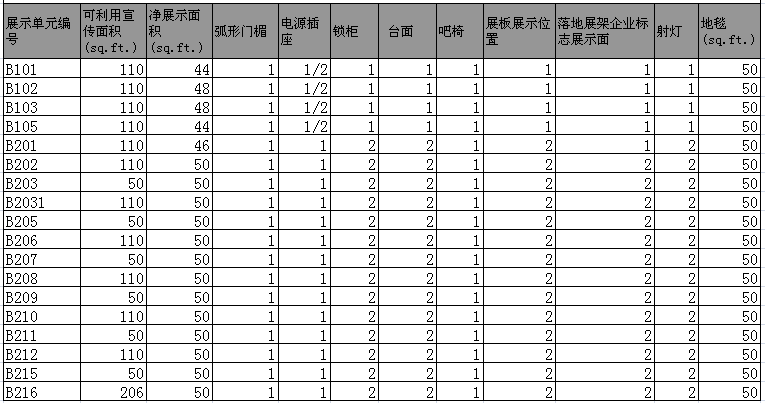 展示单元编号 可利用宣传面积(sq.ft.) 净展示面积(sq.ft.) 弧形门楣 电源插座 锁柜 台面 吧椅 展板展示位置 落地展架企业标志展示面 射灯 地毯(sq.ft.)
B101 110 44 1 1/2 1 1 1 1 1 1 50
B102 110 48 1 1/2 1 1 1 1 1 1 50
B103 110 48 1 1/2 1 1 1 1 1 1 50
B105 110 44 1 1/2 1 1 1 1 1 1 50
B201 110 46 1 1 2 2 1 2 1 2 50
B202 110 50 1 1 2 2 1 2 2 2 50
B203 50 50 1 1 2 2 1 2 2 2 50
B2031 110 50 1 1 2 2 1 2 2 2 50
B205 50 50 1 1 2 2 1 2 2 2 50
B206 110 50 1 1 2 2 1 2 2 2 50
B207 50 50 1 1 2 2 1 2 2 2 50
B208 110 50 1 1 2 2 1 2 2 2 50
B209 50 50 1 1 2 2 1 2 2 2 50
B210 110 50 1 1 2 2 1 2 2 2 50
B211 50 50 1 1 2 2 1 2 2 2 50
B212 110 50 1 1 2 2 1 2 2 2 50
B215 50 50 1 1 2 2 1 2 2 2 50
B216 206 50 1 1 2 2 1 2 2 2 50